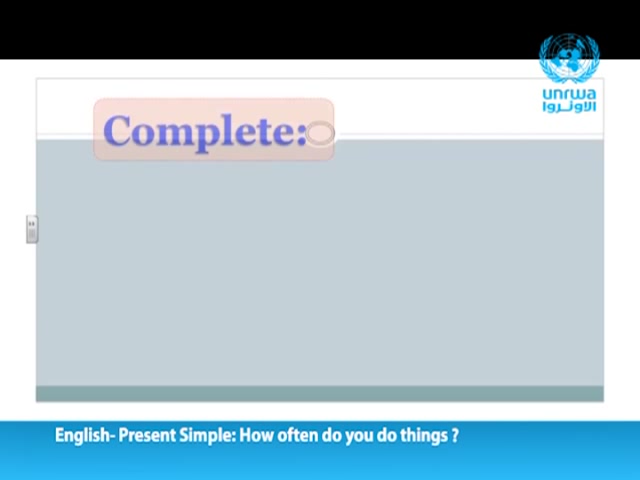 unrwa
الأونروا
Complete:
English- Present Simple: How often do you do things ?